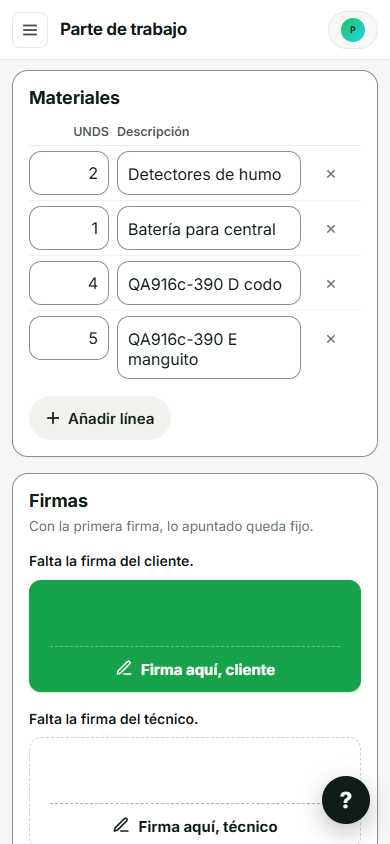 Parte de trabajo
P
Materiales
UNDS Descripción
2 Detectores de humo ×
1 Batería para central ×
4 QA916c-390 D codo ×
5 QA916c-390 E ×
manguito
+ Añadir línea
Firmas
Con la primera firma, lo apuntado queda fijo.
Falta la firma del cliente.
Firma aquí, cliente
Falta la firma del técnico.
Firma aquí, técnico
?